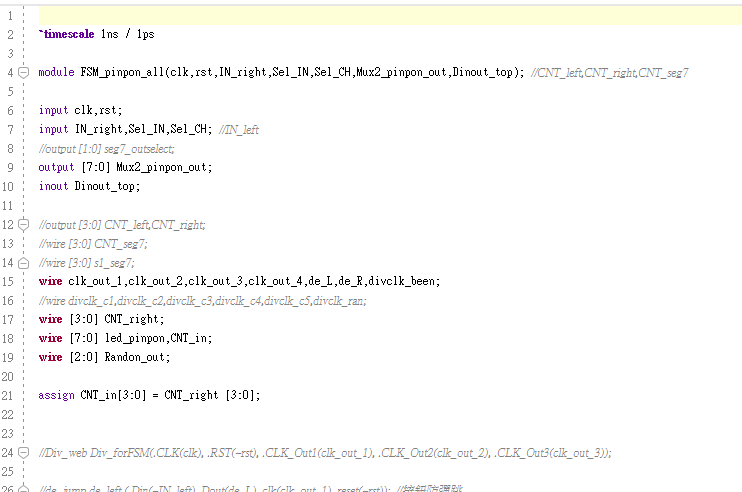 1
2 `timescale 1ns / 1ps
3
4 module FSM_pinpon_all(clk,rst,IN_right,Sel_IN,Sel_CH,Mux2_pinpon_out,Dinout_top); //CNT_left,CNT_right,CNT_seg7
5
6 input clk,rst;
7 input IN_right,Sel_IN,Sel_CH; //IN_left
8 //output [1:0] seg7_outselect;
9 output [7:0] Mux2_pinpon_out;
10 inout Dinout_top;
11
12 //output [3:0] CNT_left,CNT_right;
13 //wire [3:0] CNT_seg7;
14 //wire [3:0] s1_seg7;
15 wire clk_out_1,clk_out_2,clk_out_3,clk_out_4,de_L,de_R,divclk_been;
16 //wire divclk_c1,divclk_c2,divclk_c3,divclk_c4,divclk_c5,divclk_ran;
17 wire [3:0] CNT_right;
18 wire [7:0] led_pinpon,CNT_in;
19 wire [2:0] Randon_out;
20
21 assign CNT_in[3:0] = CNT_right [3:0];
22
23
24 //Div_web Div_forFSM(.CLK(clk), .RST(~rst), .CLK_Out1(clk_out_1), .CLK_Out2(clk_out_2), .CLK_Out3(clk_out_3));
25
26 //de_jump de_left (.Din(~IN_left),.Dout(de_L),.clk(clk_out_1),.reset(~rst)); //按鈕防彈跳